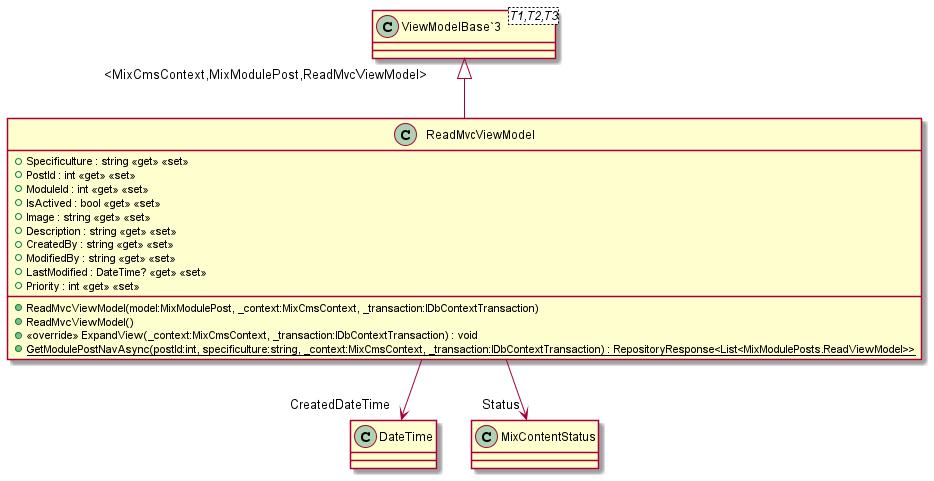 C ViewModelBase`3 T1,T2,T3
<MixCmsContext,MixModulePost,ReadMvcViewModel>
C ReadMvcViewModel
Specificulture : string «get» «set»
PostId : int «get» «set»
ModuleId : int «get» «set»
IsActived : bool «get» «set»
Image : string «get» «set»
Description : string «get» «set»
CreatedBy : string «get» «set»
ModifiedBy : string «get» «set»
LastModified : DateTime? «get» «set»
Priority : int «get» «set»
ReadMvcViewModel(model:MixModulePost, _context:MixCmsContext, _transaction:IDbContextTransaction)
ReadMvcViewModel()
«override» ExpandView(_context:MixCmsContext, _transaction:IDbContextTransaction) : void
GetModulePostNavAsync(postId:int, specificulture:string, _context:MixCmsContext, _transaction:IDbContextTransaction) : RepositoryResponse<List<MixModulePosts.ReadViewModel>>
CreatedDateTime
Status
C DateTime
C MixContentStatus